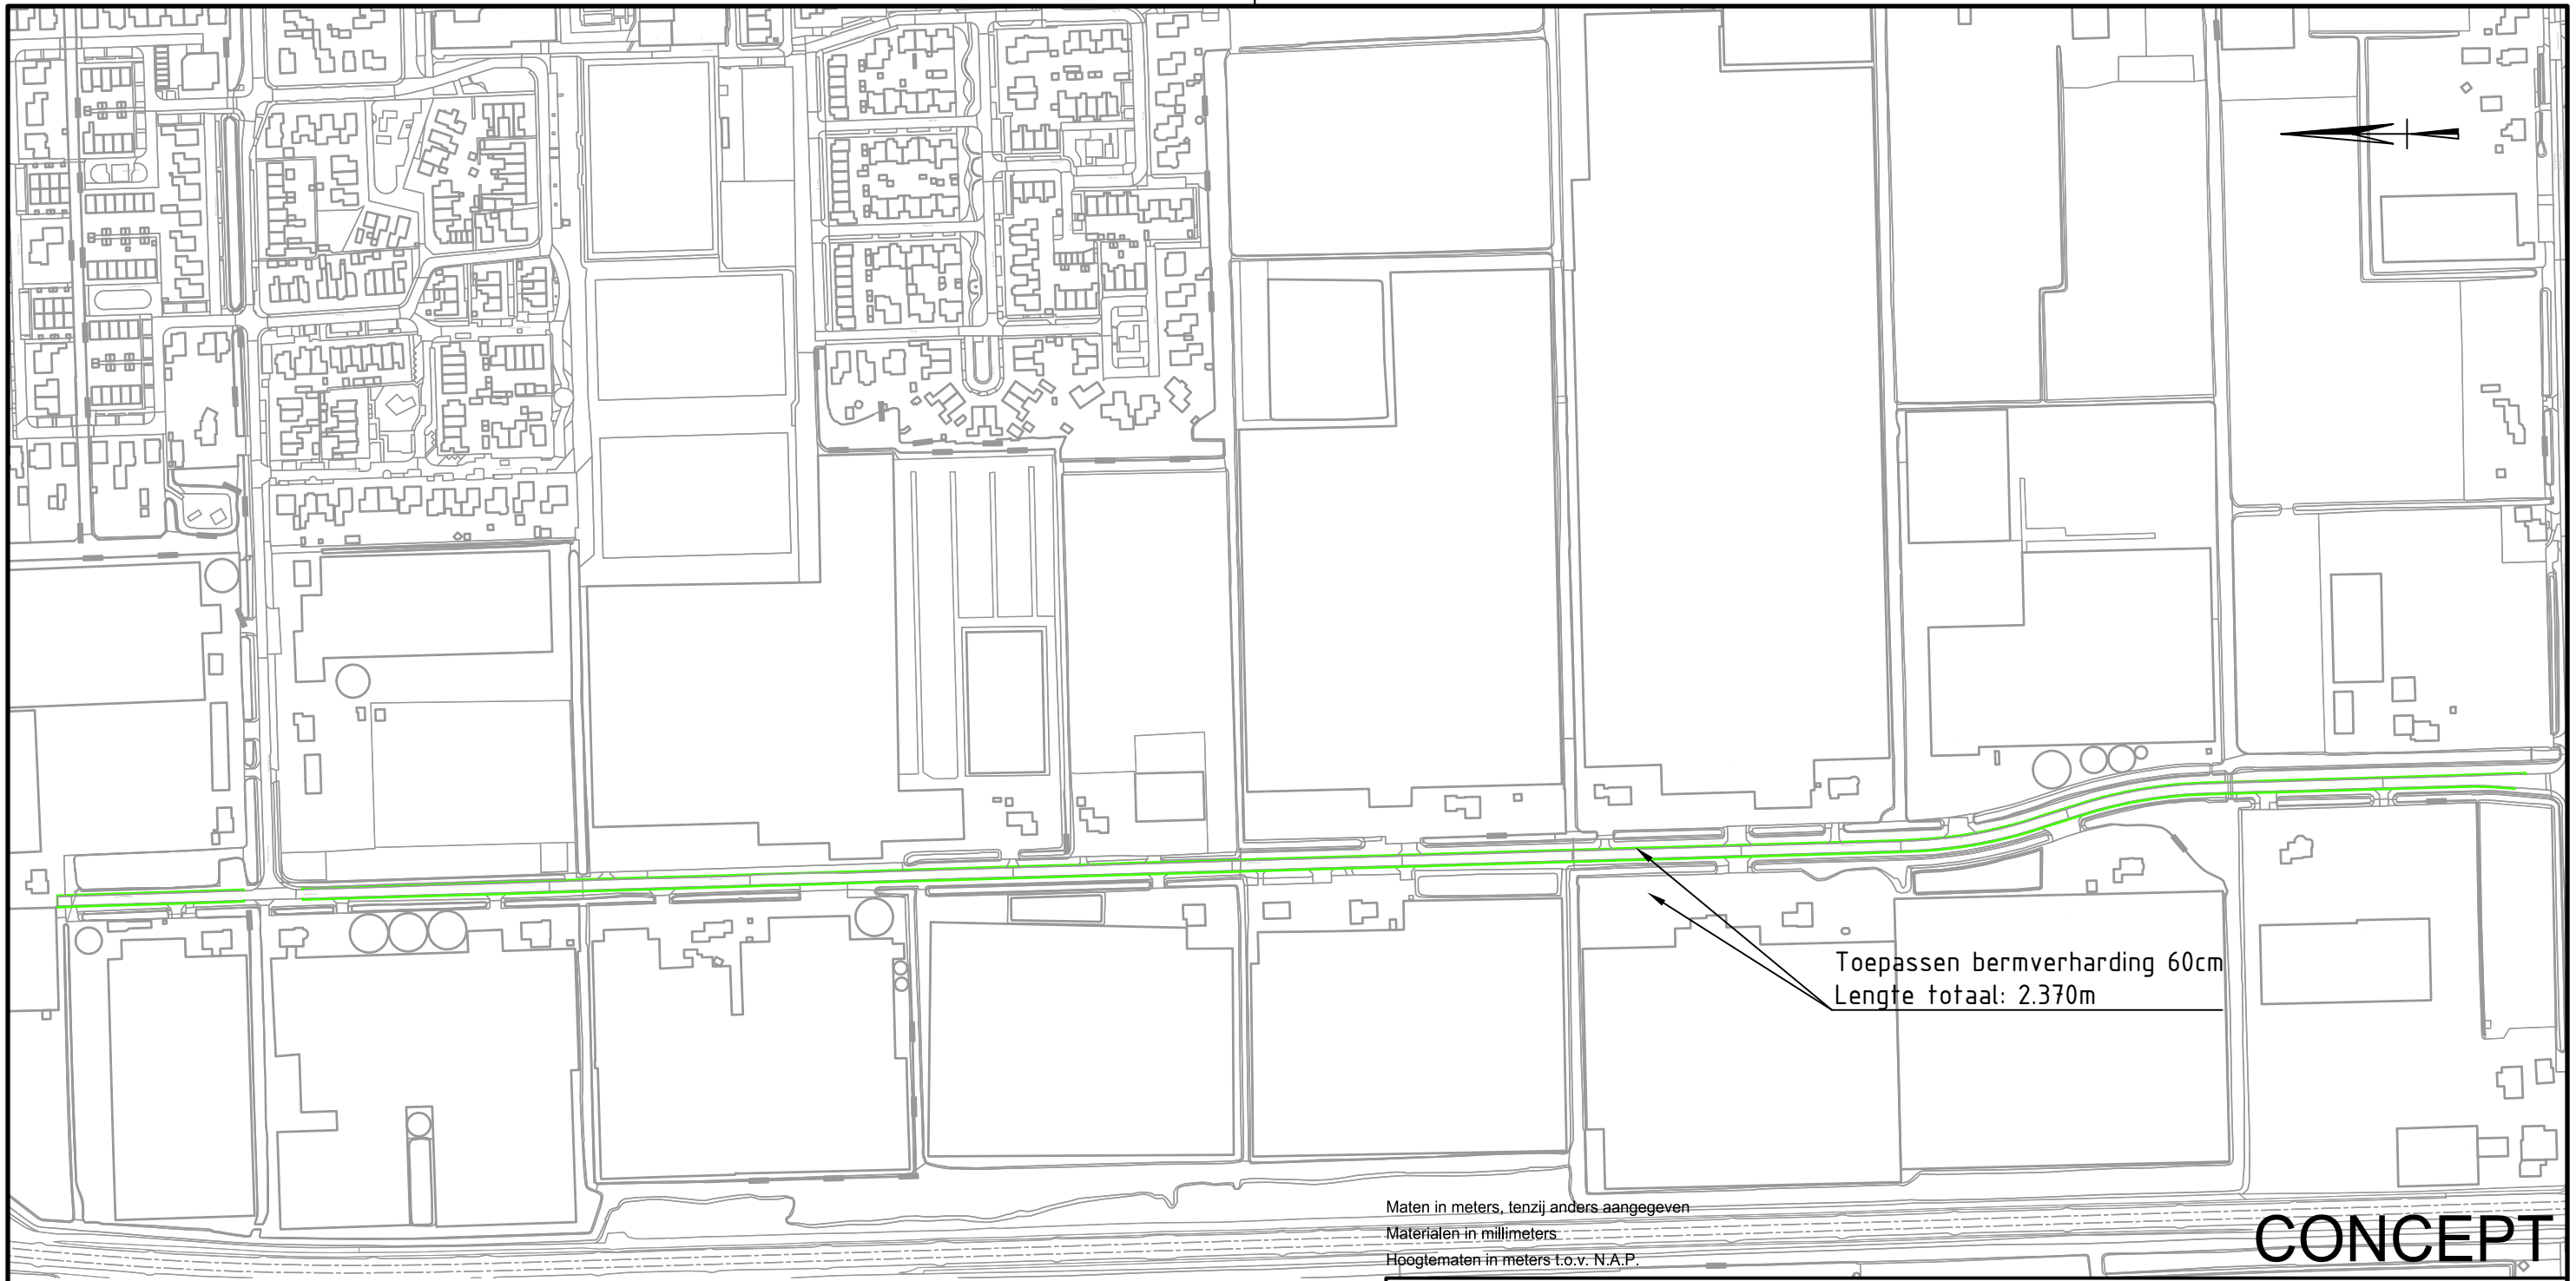 Toepassen bermverharding 60cm
Lengte totaal: 2.370m
Maten in meters, tenzij anders aangegeven
Materialen in millimeters
Hoogtematen in meters t.o.v. N.A.P.
CONCEPT